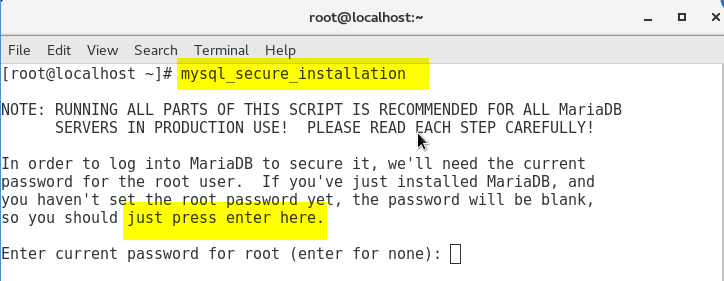 root@localhost:~
File Edit View Search Terminal Help
[root@localhost ~]# mysql_secure_installation
NOTE: RUNNING ALL PARTS OF THIS SCRIPT IS RECOMMENDED FOR ALL MariaDB
SERVERS IN PRODUCTION USE!  PLEASE READ EACH STEP CAREFULLY!
In order to log into MariaDB to secure it, we'll need the current
password for the root user.  If you've just installed MariaDB, and
you haven't set the root password yet, the password will be blank,
so you should just press enter here.
Enter current password for root (enter for none):